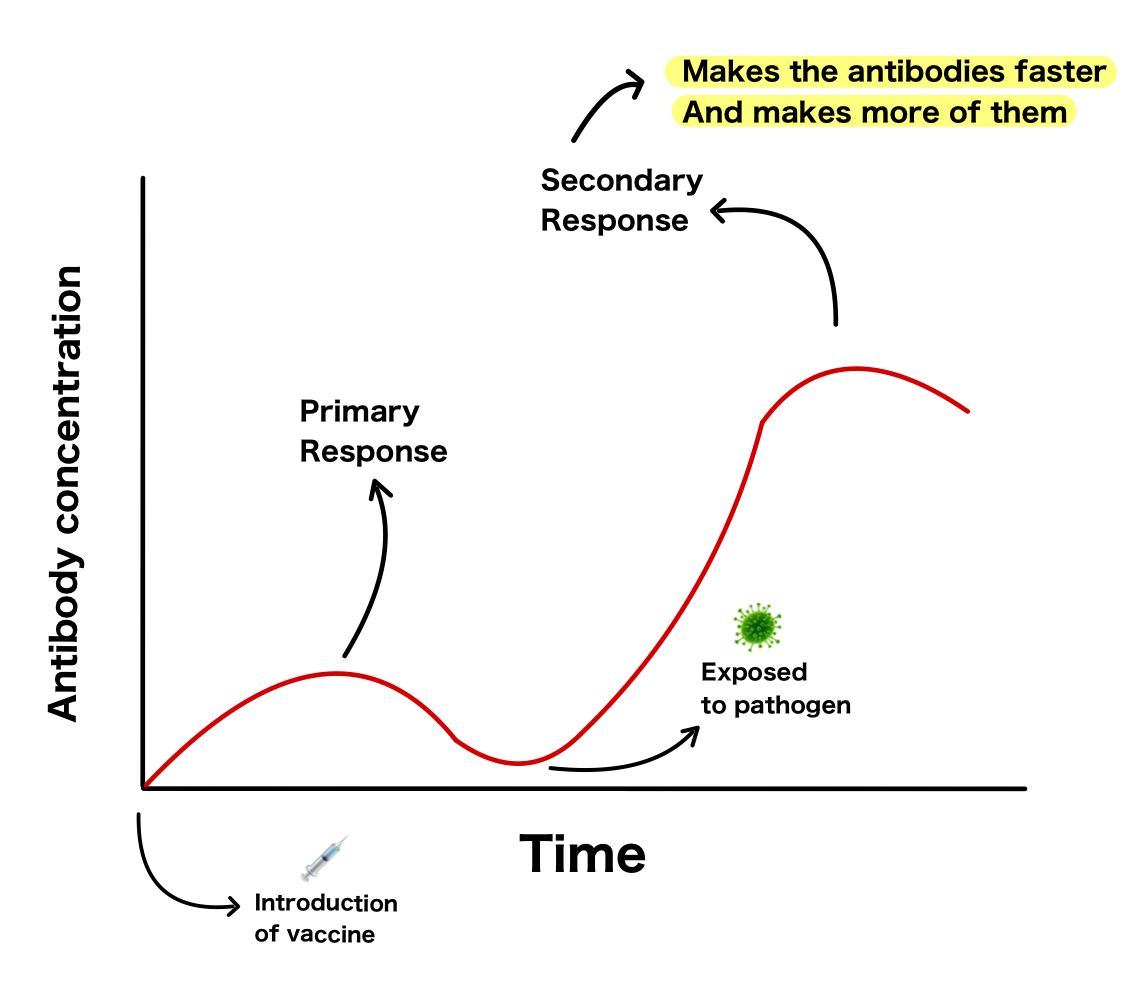 Makes the antibodies faster
And makes more of them
Secondary
Response
Primary
Response
Antibody concentration
Exposed
to pathogen
Time
Introduction
of vaccine